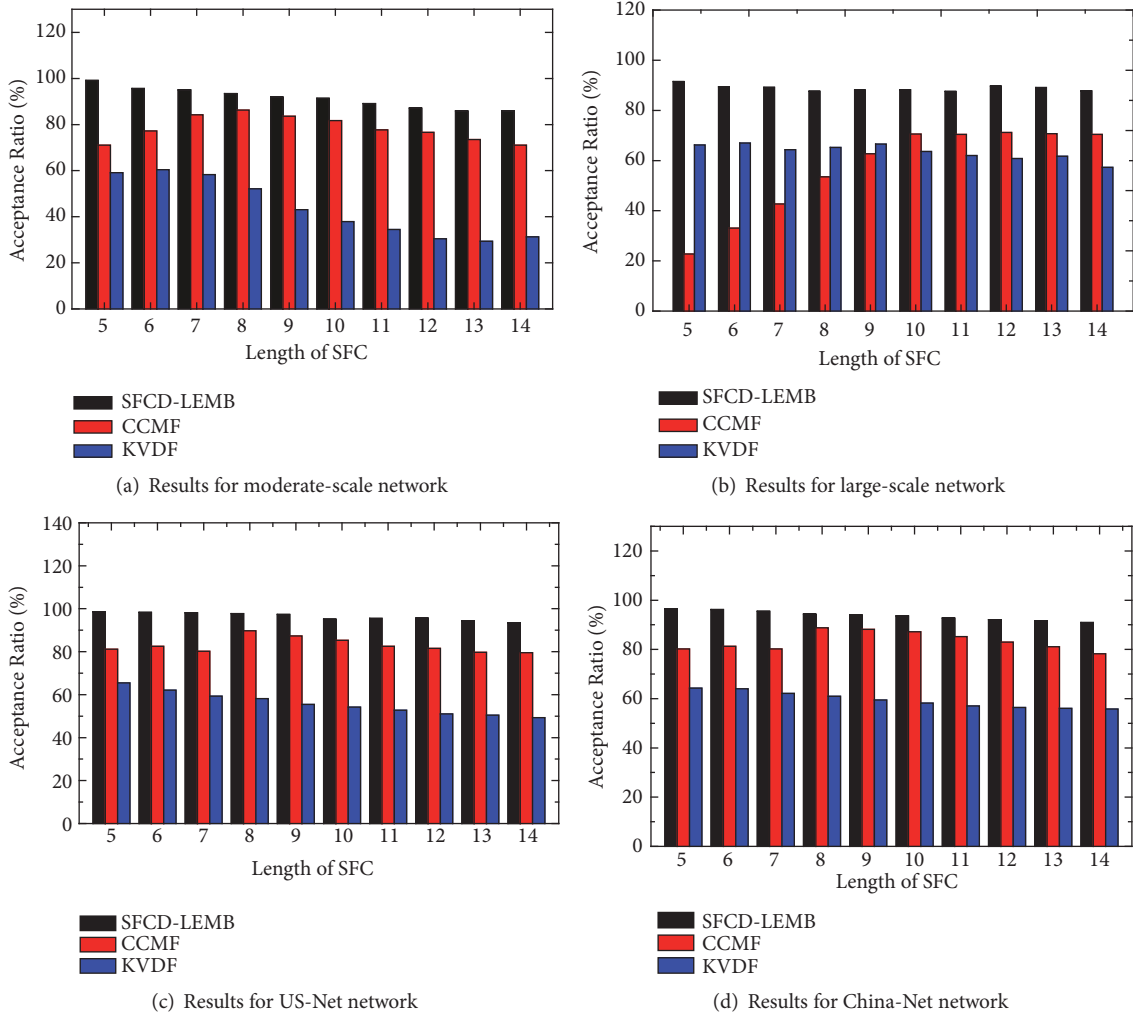 Acceptance Ratio (%)
120
100
80
60
40
20
0
5 6 7 8 9 10 11 12 13 14
Length of SFC
SFCD-LEMB
CCMF
KVDF
(a) Results for moderate-scale network
Acceptance Ratio (%)
120
100
80
60
40
20
0
5 6 7 8 9 10 11 12 13 14
Length of SFC
SFCD-LEMB
CCMF
KVDF
(b) Results for large-scale network
Acceptance Ratio (%)
140
120
100
80
60
40
20
0
5 6 7 8 9 10 11 12 13 14
Length of SFC
SFCD-LEMB
CCMF
KVDF
(c) Results for US-Net network
Acceptance Ratio (%)
120
100
80
60
40
20
0
5 6 7 8 9 10 11 12 13 14
Length of SFC
SFCD-LEMB
CCMF
KVDF
(d) Results for China-Net network